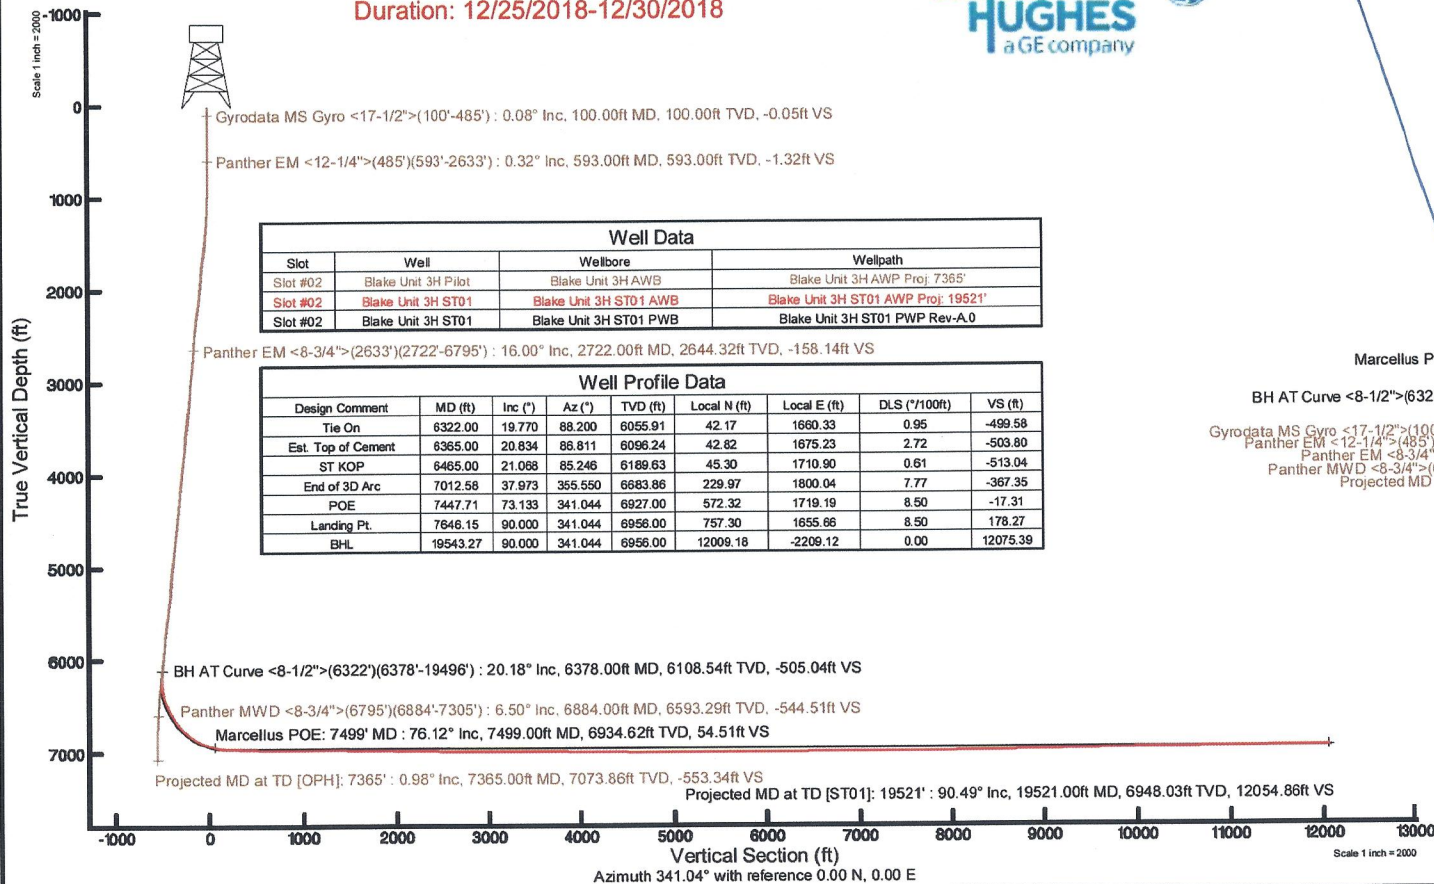 Duration: 12/25/2018-12/30/2018
HUGHES
a GE company
Scale 1 inch = 2000
-1000
0
1000
2000
3000
4000
5000
6000
7000
True Vertical Depth (ft)
Gyrodata MS Gyro <17-1/2">(100'-485') : 0.08° Inc, 100.00ft MD, 100.00ft TVD, -0.05ft VS
Panther EM <12-1/4">(485')(593'-2633') : 0.32° Inc, 593.00ft MD, 593.00ft TVD, -1.32ft VS
Well Data
Slot Well Wellbore Wellpath
Slot #02 Blake Unit 3H Pilot Blake Unit 3H AWB Blake Unit 3H AWP Proj: 7365'
Slot #02 Blake Unit 3H ST01 Blake Unit 3H ST01 AWB Blake Unit 3H ST01 AWP Proj: 19521'
Slot #02 Blake Unit 3H ST01 Blake Unit 3H ST01 PWB Blake Unit 3H ST01 PWP Rev-A.0
Panther EM <8-3/4">(2633')(2722'-6795') : 16.00° Inc, 2722.00ft MD, 2644.32ft TVD, -158.14ft VS
Well Profile Data
Design Comment MD (ft) Inc (°) Az (°) TVD (ft) Local N (ft) Local E (ft) DLS (°/100ft) VS (ft)
Tie On 6322.00 19.770 88.200 6055.91 42.17 1660.33 0.95 -499.58
Est. Top of Cement 6365.00 20.834 86.811 6096.24 42.82 1675.23 2.72 -503.80
ST KOP 6465.00 21.068 85.246 6189.63 45.30 1710.90 0.61 -513.04
End of 3D Arc 7012.58 37.973 355.550 6683.86 229.97 1800.04 7.77 -367.35
POE 7447.71 73.133 341.044 6927.00 572.32 1719.19 8.50 -17.31
Landing Pt. 7646.15 90.000 341.044 6956.00 757.30 1655.66 8.50 178.27
BHL 19543.27 90.000 341.044 6956.00 12009.18 -2209.12 0.00 12075.39
Marcellus P
BH AT Curve <8-1/2">(632
Gyrodata MS Gyro <17-1/2">(100
Panther EM <12-1/4">(485')
Panther EM <8-3/4"
Panther MWD <8-3/4">(
Projected MD
BH AT Curve <8-1/2">(6322')(6378'-19496') : 20.18° Inc, 6378.00ft MD, 6108.54ft TVD, -505.04ft VS
Panther MWD <8-3/4">(6795')(6884'-7305') : 6.50° Inc, 6884.00ft MD, 6593.29ft TVD, -544.51ft VS
Marcellus POE: 7499' MD : 76.12° Inc, 7499.00ft MD, 6934.62ft TVD, 54.51ft VS
Projected MD at TD [OPH]: 7365' : 0.98° Inc, 7365.00ft MD, 7073.86ft TVD, -553.34ft VS
Projected MD at TD [ST01]: 19521' : 90.49° Inc, 19521.00ft MD, 6948.03ft TVD, 12054.86ft VS
-1000 0 1000 2000 3000 4000 5000 6000 7000 8000 9000 10000 11000 12000 13000
Vertical Section (ft)
Scale 1 inch = 2000
Azimuth 341.04° with reference 0.00 N, 0.00 E